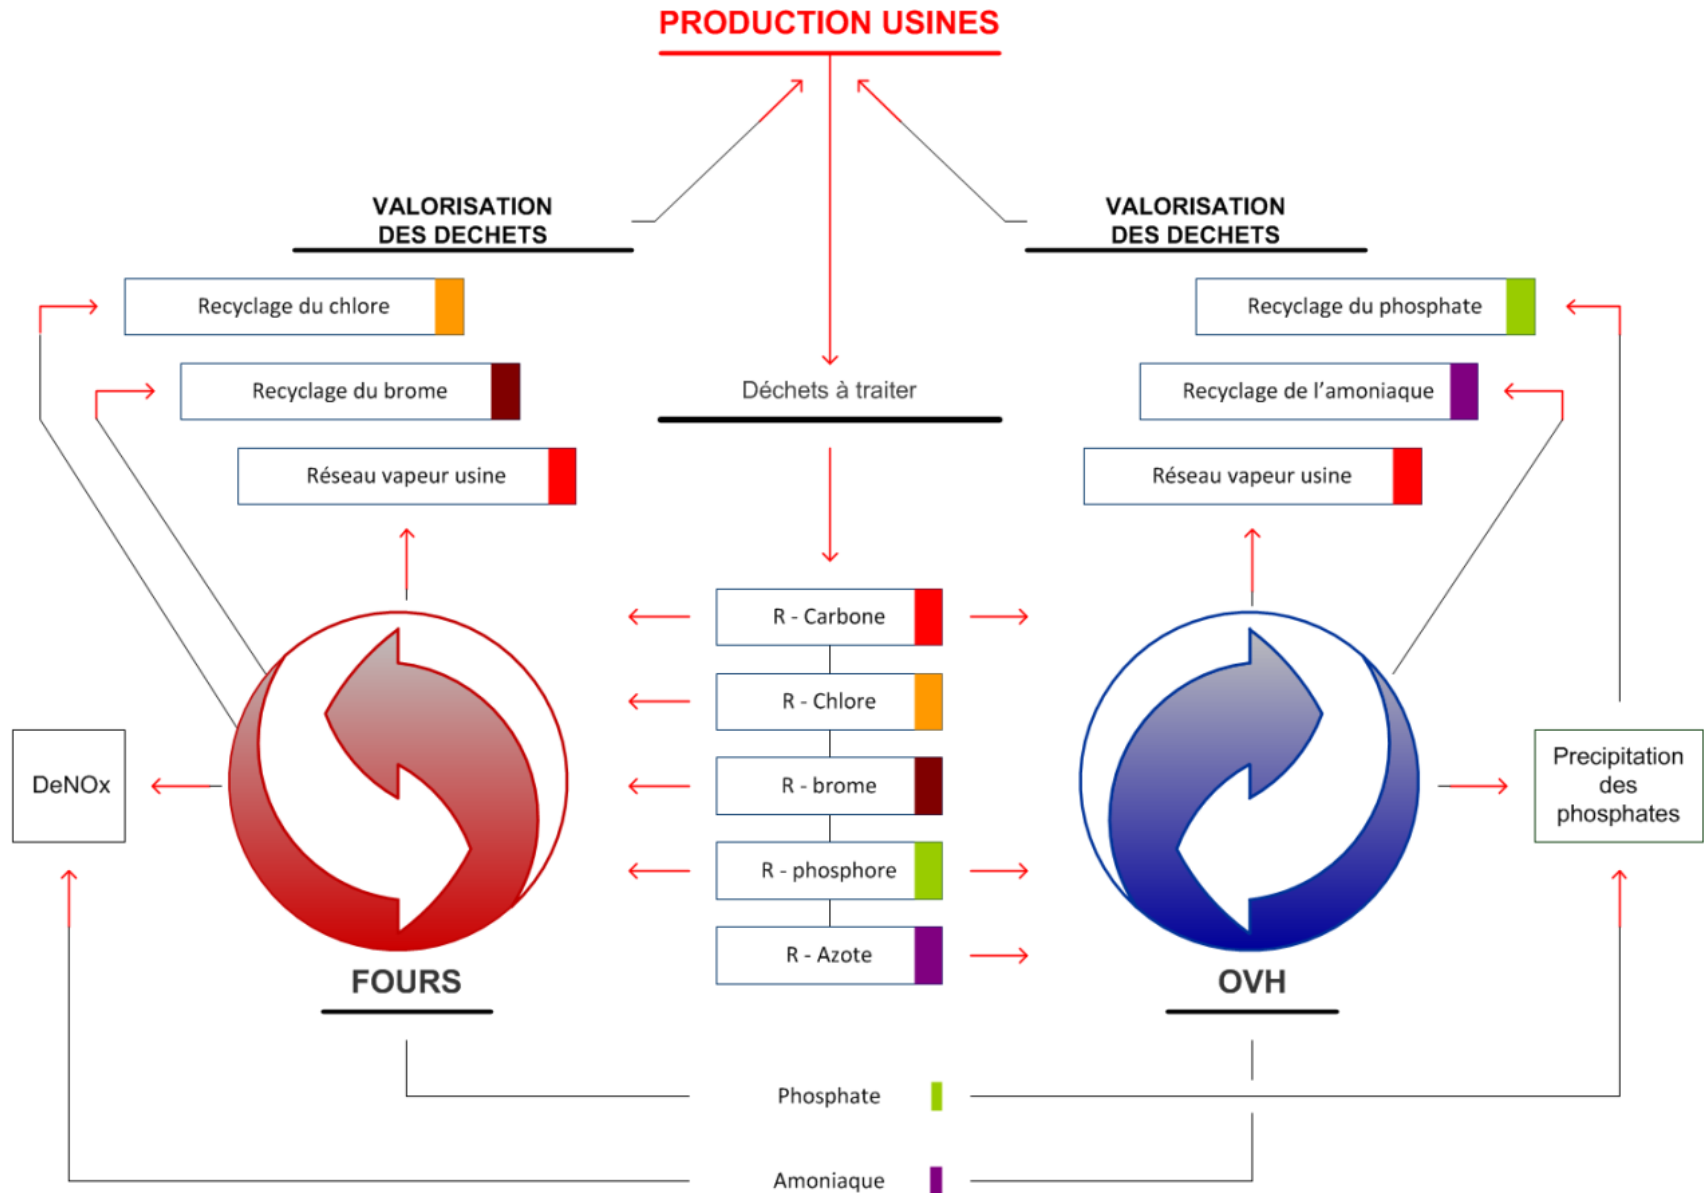 PRODUCTION USINES
VALORISATION
DES DECHETS
VALORISATION
DES DECHETS
Recyclage du chlore
Recyclage du phosphate
Recyclage du brome
Déchets à traiter
Recyclage de l'amoniaque
Réseau vapeur usine
Réseau vapeur usine
R - Carbone
R - Chlore
DeNOx
R - brome
Precipitation
des
phosphates
R - phosphore
R - Azote
FOURS
OVH
Phosphate
Amoniaque